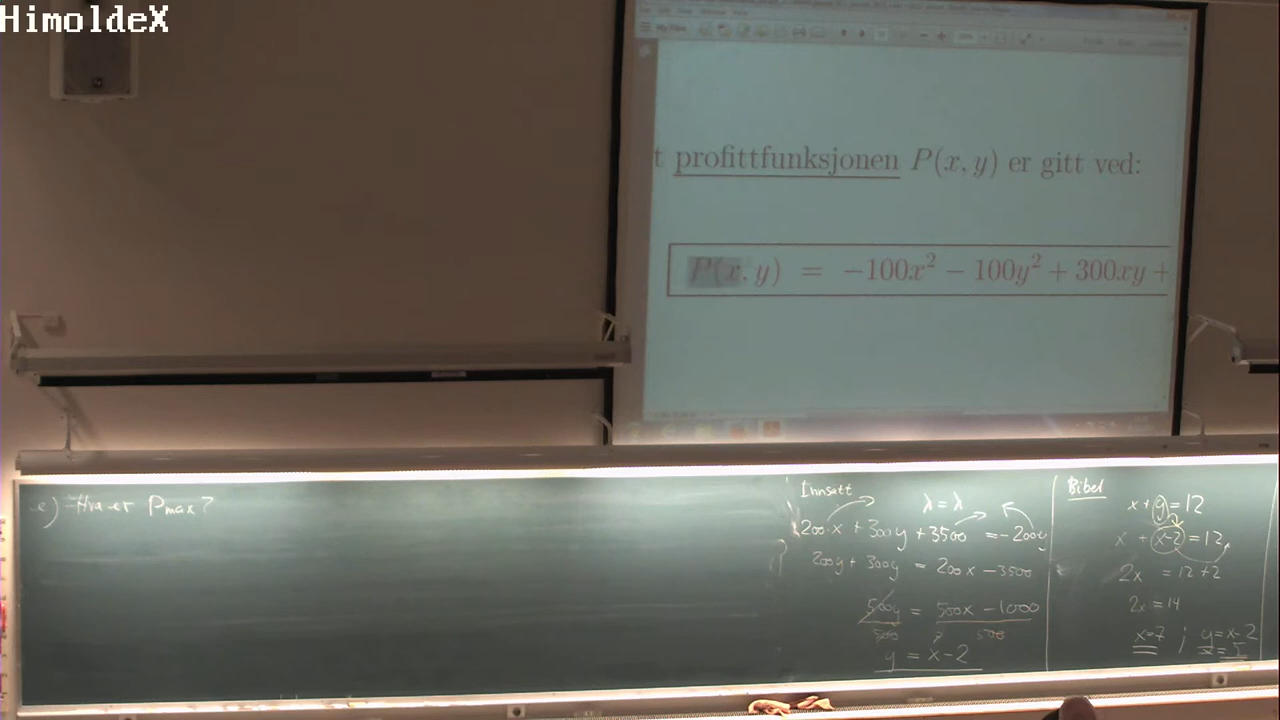 HimoldeX
t profittfunksjonen P(x, y) er gitt ved:
P(x, y) = −100x² − 100y² + 300xy +
e) Hva er Pmax?
Innsatt
λ = λ
200·x + 300y + 3500 = −200y
200y + 300y = 200x − 3500
500y = 500x − 1000
500 500
y = x − 2
Bibel
x + y = 12
x + x−2 = 12
2x = 12 + 2
2x = 14
x = 7 ; y = x − 2